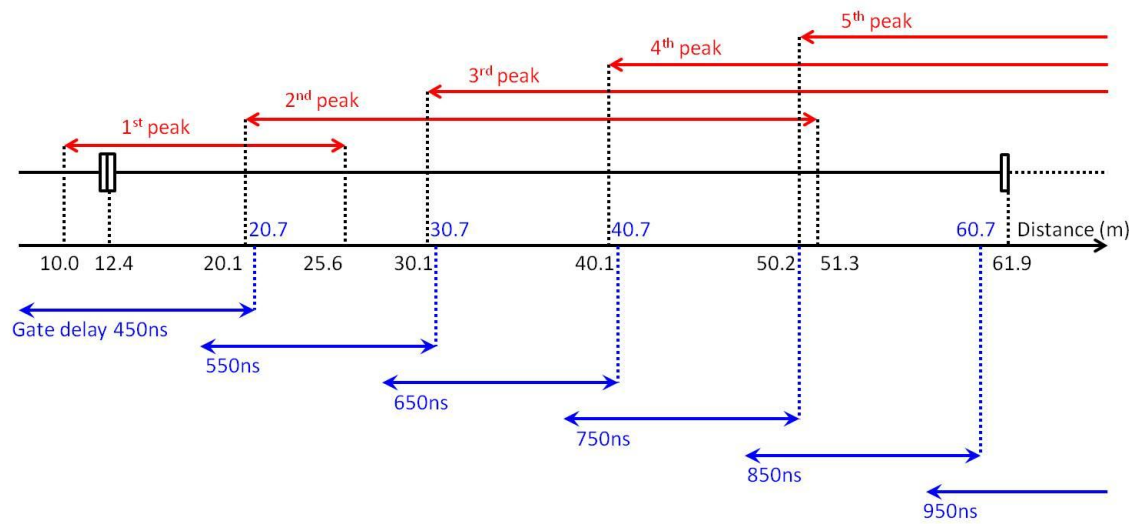 5th peak
4th peak
3rd peak
2nd peak
1st peak
20.7 30.7 40.7 60.7 Distance (m)
10.0 12.4 20.1 25.6 30.1 40.1 50.2 51.3 61.9
Gate delay 450ns
550ns
650ns
750ns
850ns
950ns